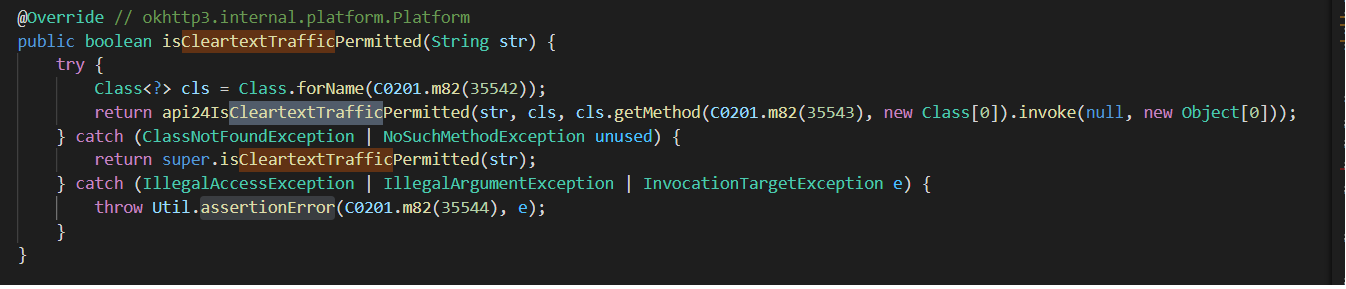 @Override // okhttp3.internal.platform.Platform
public boolean isCleartextTrafficPermitted(String str) {
    try {
        Class<?> cls = Class.forName(C0201.m82(35542));
        return api24IsCleartextTrafficPermitted(str, cls, cls.getMethod(C0201.m82(35543), new Class[0]).invoke(null, new Object[0]));
    } catch (ClassNotFoundException | NoSuchMethodException unused) {
        return super.isCleartextTrafficPermitted(str);
    } catch (IllegalAccessException | IllegalArgumentException | InvocationTargetException e) {
        throw Util.assertionError(C0201.m82(35544), e);
    }
}